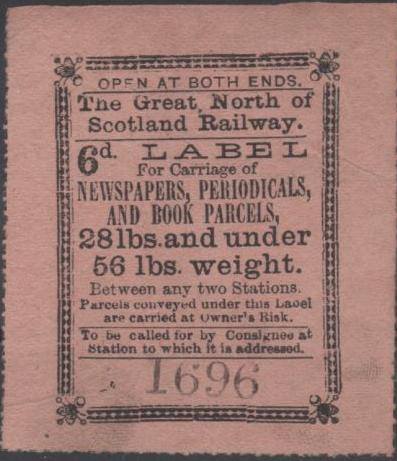 OPEN AT BOTH ENDS.
The Great North of
Scotland Railway.
6d. LABEL
For Carriage of
NEWSPAPERS, PERIODICALS,
AND BOOK PARCELS,
28lbs. and under
56 lbs. weight.
Between any two Stations.
Parcels conveyed under this Label
are carried at Owner's Risk.
To be called for by Consignee at
Station to which it is addressed.
1696